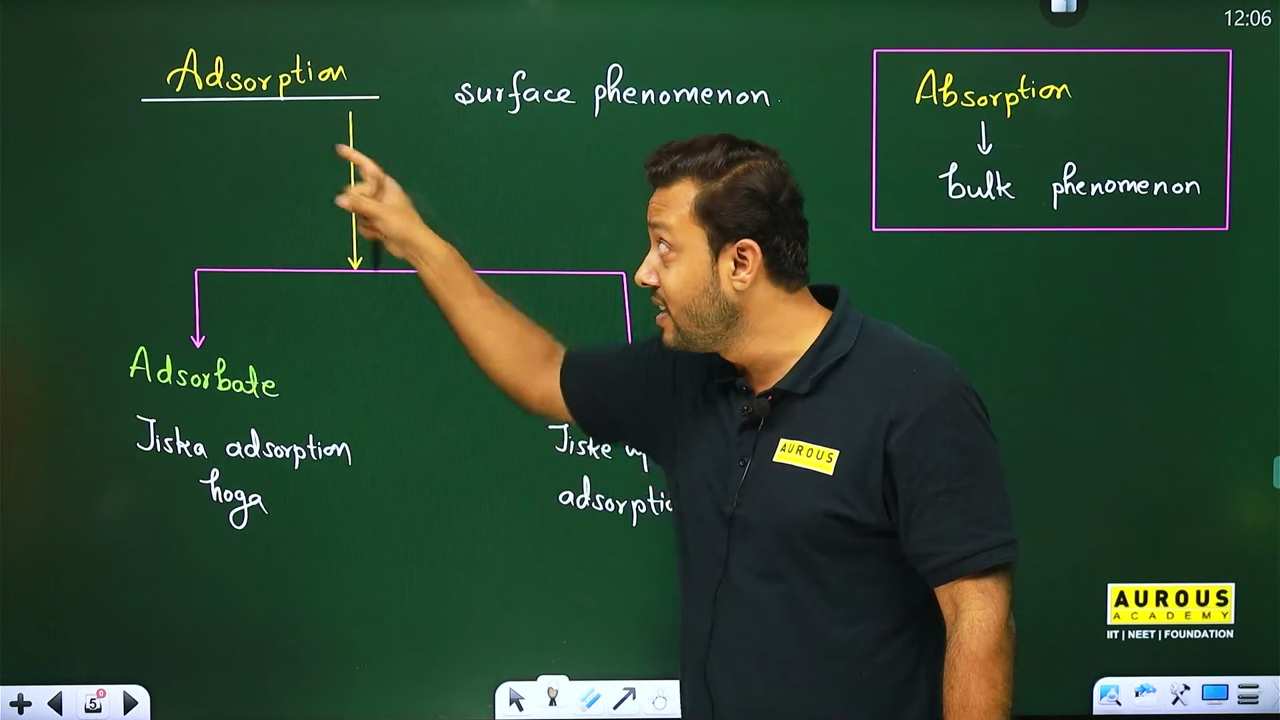 12:06
Adsorption
surface phenomenon
Absorption
bulk phenomenon
Adsorbate
Jiska adsorption
hoga
Jiske
AUROUS
AUROUS
ACADEMY
IIT | NEET | FOUNDATION
5
0